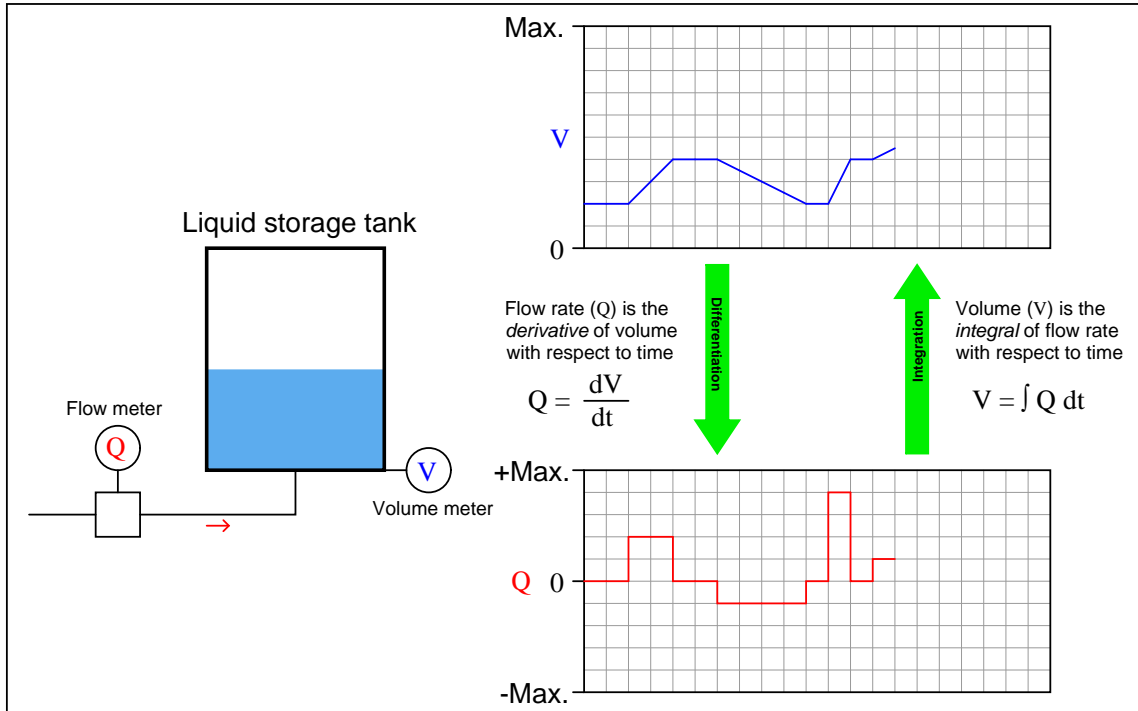 Max.
V
0
Liquid storage tank
Flow rate (Q) is the
derivative of volume
with respect to time
Q = dV
dt
Differentiation
Integration
Volume (V) is the
integral of flow rate
with respect to time
V = ∫ Q dt
Flow meter
Q
V
Volume meter
+Max.
Q 0
-Max.